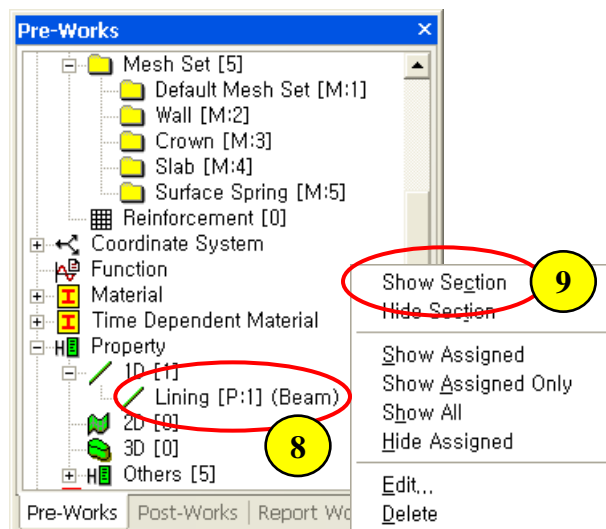 Pre-Works
Mesh Set [5]
Default Mesh Set [M:1]
Wall [M:2]
Crown [M:3]
Slab [M:4]
Surface Spring [M:5]
Reinforcement [0]
Coordinate System
Function
Material
Time Dependent Material
Property
1D [1]
Lining [P:1] (Beam)
2D [0]
3D [0]
Others [5]
8
Pre-Works Post-Works Report Wo
Show Section
9
Hide Section
Show Assigned
Show Assigned Only
Show All
Hide Assigned
Edit...
Delete